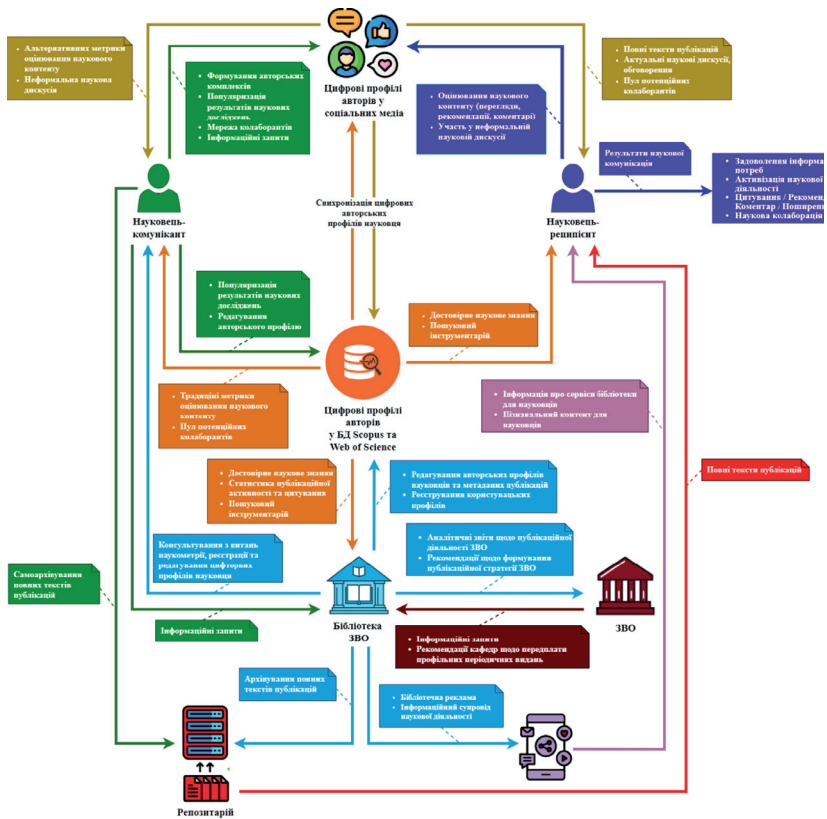 Альтернативних метрики
оцінювання наукового
контенту
Неформальна наукова
дискусія
Формування авторських
комплексів
Популяризація
результатів наукових
досліджень
Мережа колаборантів
Інформаційні запити
Цифрові профілі
авторів у
соціальних медіа
Оцінювання наукового
контенту (перегляди,
рекомендації, коментарі)
Участь у неформальній
науковій дискусії
Повні тексти публікацій
Актуальні наукові дискусії,
обговорення
Пул потенційних
колаборантів
Результати наукової
комунікація
Задоволення інформа
потреб
Активізація наукової
діяльності
Цитування / Рекоменд
Коментар / Поширен
Наукова колаборація
Науковець-
комунікант
Синхронізація цифрових
авторських
профілів науковця
Науковець-
реципієнт
Популяризація
результатів наукових
досліджень
Редагування
авторського профілю
Достовірне наукове знання
Пошуковий
інструментарій
Традиціні метрики
оцінювання наукового
контенту
Пул потенційних
колаборантів
Цифрові профілі
авторів
у БД Scopus та
Web of Science
Інформація про сервіси бібліотеки
для науковців
Пізнавальний контент для
науковців
Повні тексти публікацій
Достовірне наукове знання
Статистика публікаційної
активності та цитування
Пошуковий
інструментарій
Редагування авторських профілів
науковців та метаданих публікацій
Реєстрування користувацьких
профілів
Консультування з питань
наукометрії, реєстрації та
редагування цифторвих
профілів науковця
Аналітичні звіти щодо публікаційної
діяльності ЗВО
Рекомендації щодо формування
публікаційної стратегії ЗВО
Самоархівування
повних текстів
публікацій
Інформаційні запити
Бібліотека
ЗВО
Інформаційні запити
Рекомендації кафедр щодо передплати
профільних періодичних видань
ЗВО
Архівування повних
текстів публікацій
Бібліотечна реклама
Інформаційний супровід
наукової діяльності
Репозитарій